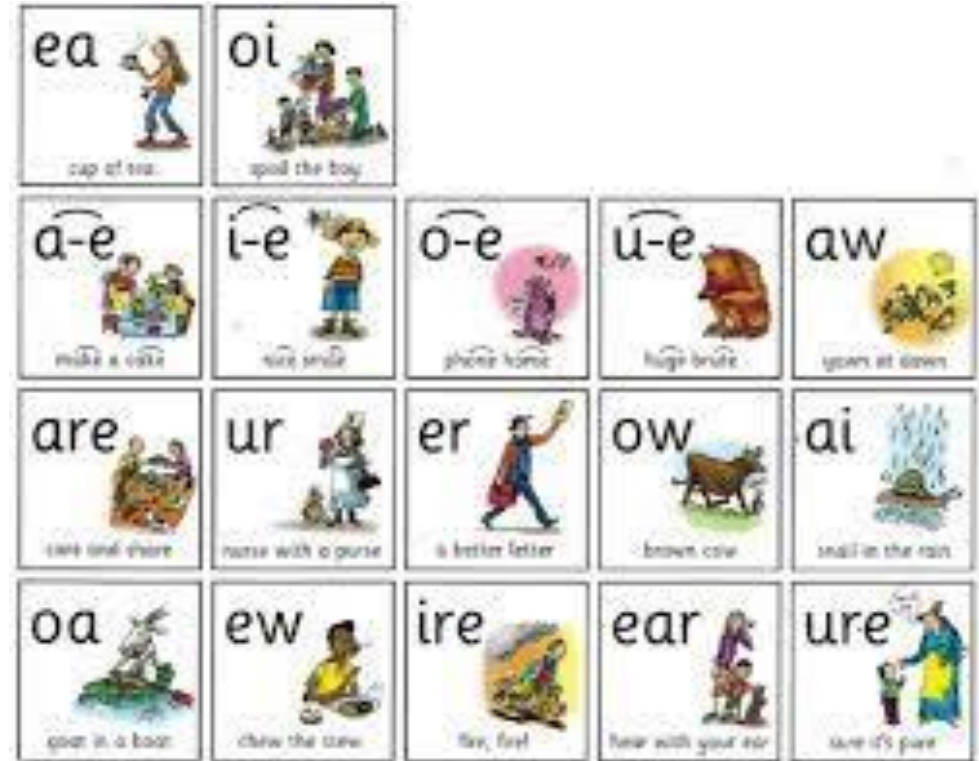 ea
cup of tea
oi
spoil the boy
a-e
make a cake
i-e
nice smile
o-e
phone home
u-e
huge brute
aw
yawn at dawn
are
care and share
ur
nurse with a purse
er
a better letter
ow
brown cow
ai
snail in the rain
oa
goat in a boat
ew
chew the stew
ire
fire, fire!
ear
hear with your ear
ure
sure it's pure